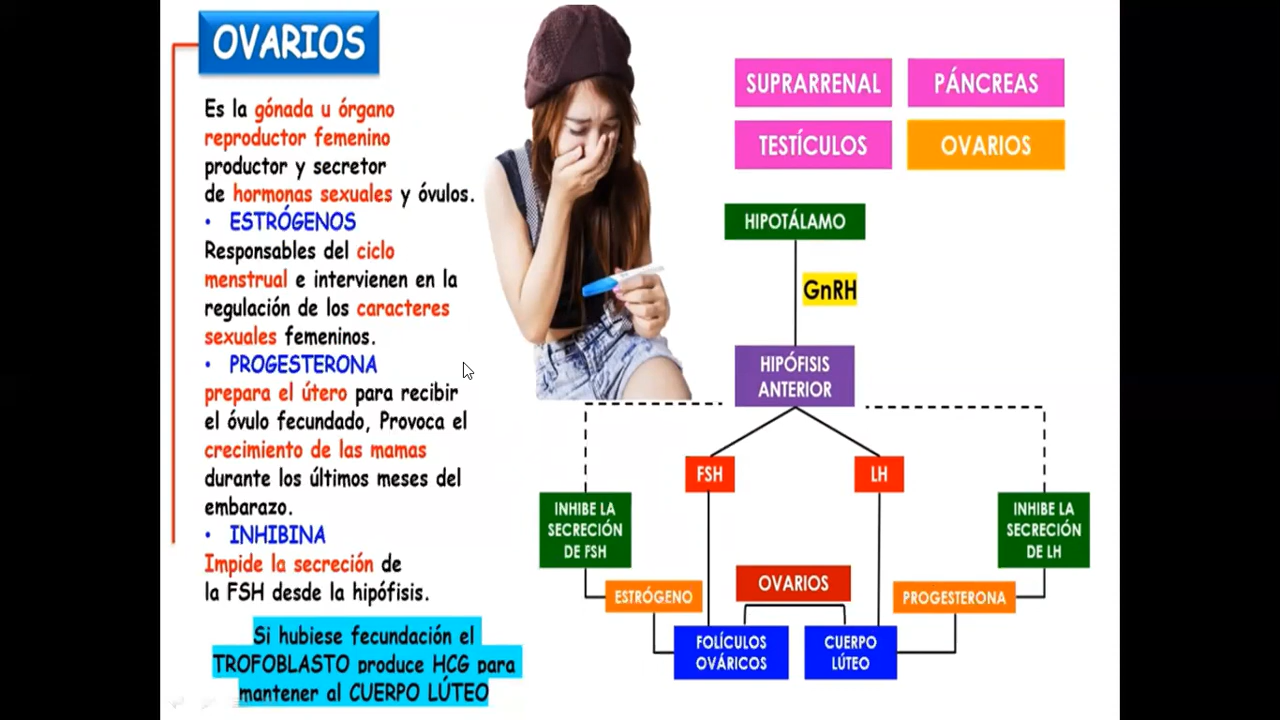 OVARIOS
Es la gónada u órgano
reproductor femenino
productor y secretor
de hormonas sexuales y óvulos.
• ESTRÓGENOS
Responsables del ciclo
menstrual e intervienen en la
regulación de los caracteres
sexuales femeninos.
• PROGESTERONA
prepara el útero para recibir
el óvulo fecundado, Provoca el
crecimiento de las mamas
durante los últimos meses del
embarazo.
• INHIBINA
Impide la secreción de
la FSH desde la hipófisis.
Si hubiese fecundación el
TROFOBLASTO produce HCG para
mantener al CUERPO LÚTEO
SUPRARRENAL
PÁNCREAS
TESTÍCULOS
OVARIOS
HIPOTÁLAMO
GnRH
HIPÓFISIS
ANTERIOR
FSH
LH
INHIBE LA
SECRECIÓN
DE FSH
INHIBE LA
SECRECIÓN
DE LH
OVARIOS
ESTRÓGENO
PROGESTERONA
FOLÍCULOS
OVÁRICOS
CUERPO
LÚTEO